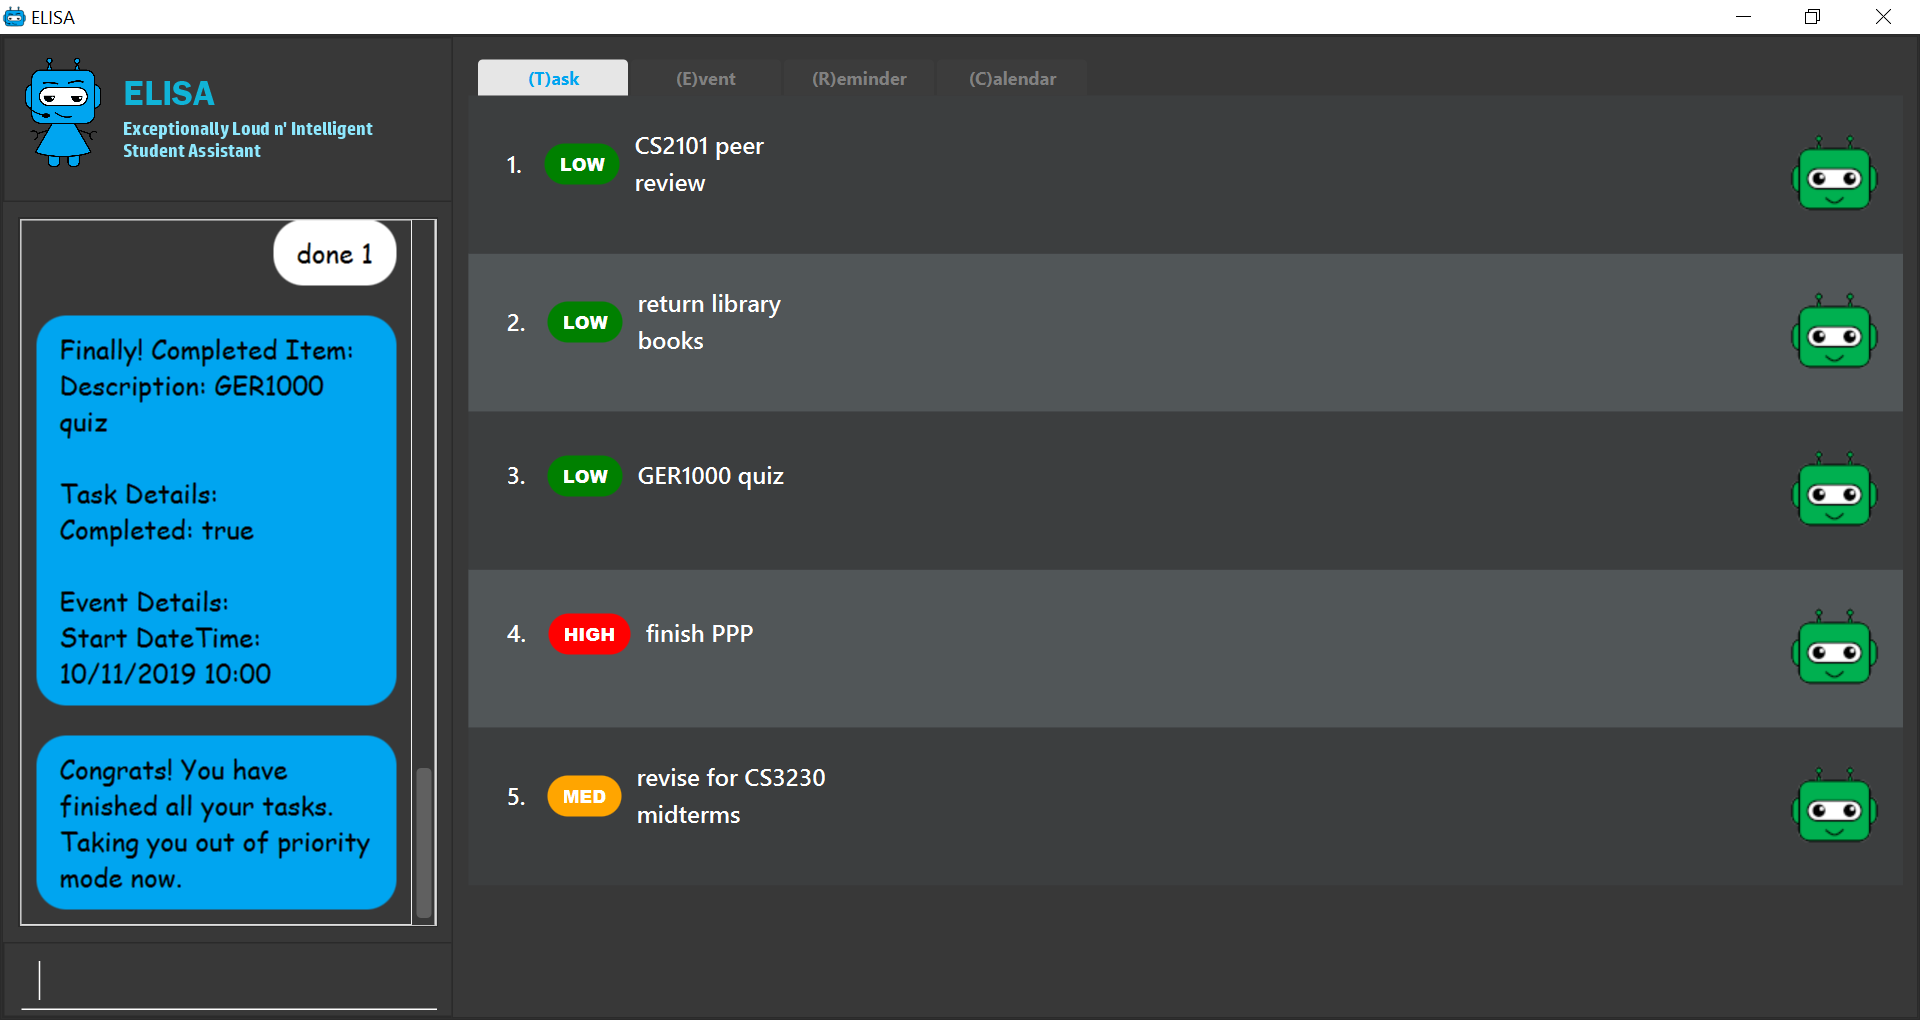 ELISA
ELISA
Exceptionally Loud n' Intelligent
Student Assistant
done 1
Finally! Completed Item:
Description: GER1000
quiz
Task Details:
Completed: true
Event Details:
Start DateTime:
10/11/2019 10:00
Congrats! You have
finished all your tasks.
Taking you out of priority
mode now.
(T)ask (E)vent (R)eminder (C)alendar
1. LOW CS2101 peer
review
2. LOW return library
books
3. LOW GER1000 quiz
4. HIGH finish PPP
5. MED revise for CS3230
midterms